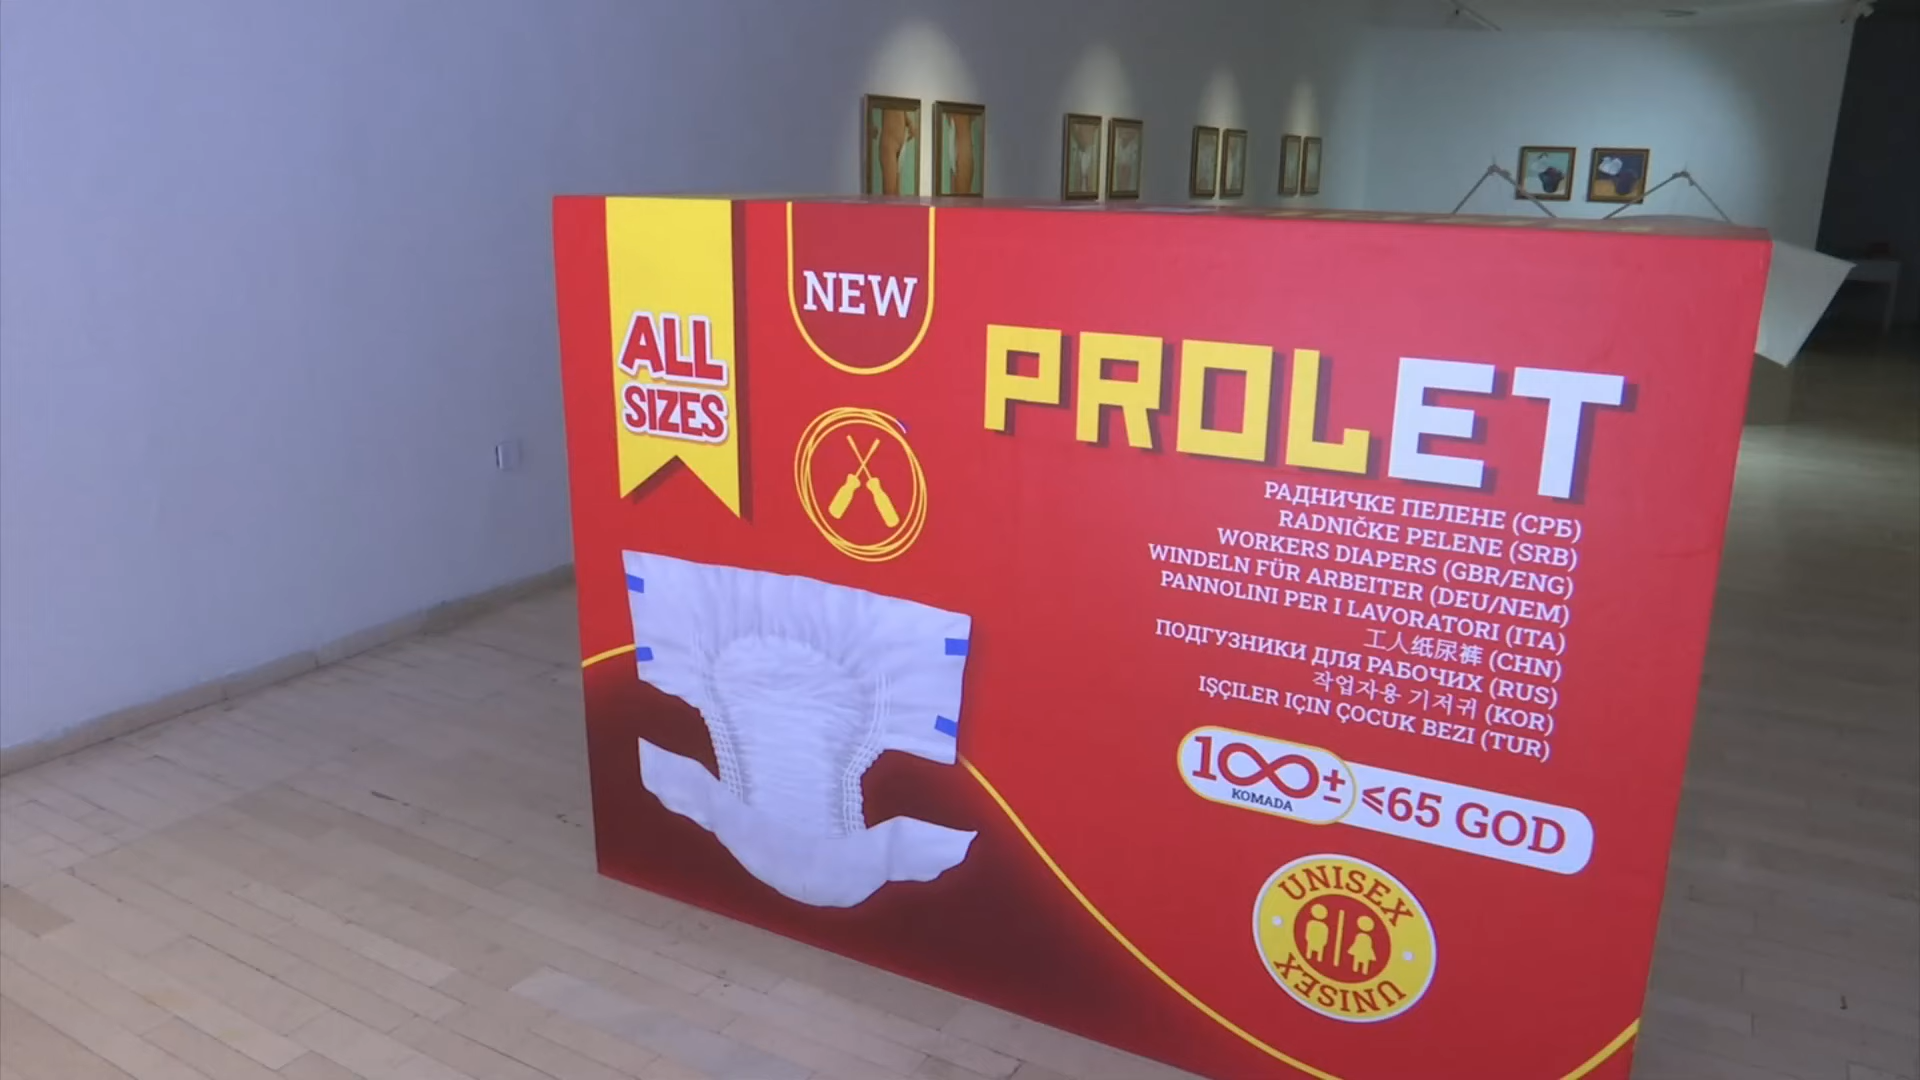 ALL
SIZES
NEW
PROLET
РАДНИЧКЕ ПЕЛЕНЕ (СРБ)
RADNIČKE PELENE (SRB)
WORKERS DIAPERS (GBR/ENG)
WINDELN FÜR ARBEITER (DEU/NEM)
PANNOLINI PER I LAVORATORI (ITA)
工人纸尿裤 (CHN)
ПОДГУЗНИКИ ДЛЯ РАБОЧИХ (RUS)
작업자용 기저귀 (KOR)
IŞÇILER IÇIN ÇOCUK BEZI (TUR)
1∞±
KOMADA
⩽65 GOD
UNISEX
UNISEX